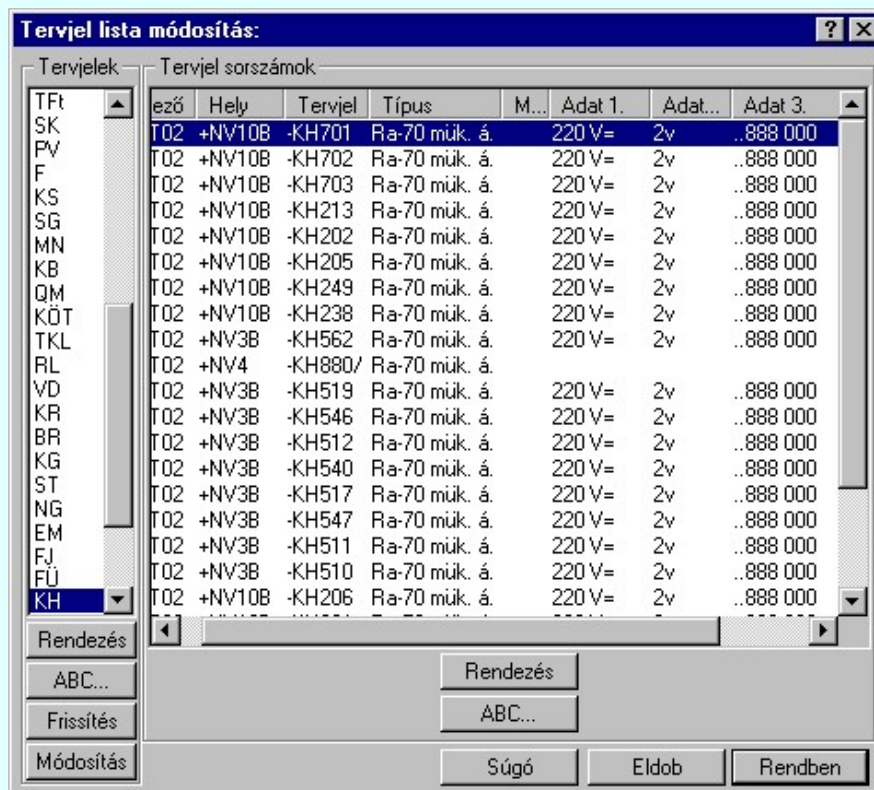 Tervjel lista módosítás:
Tervjelek
Tervjel sorszámok
TFt
SK
PV
F
KS
SG
MN
KB
QM
KÖT
TKL
RL
VD
KR
BR
KG
ST
NG
EM
FJ
FÜ
KH
Rendezés
ABC...
Frissítés
Módosítás
ező Hely Tervjel Típus M... Adat 1. Adat... Adat 3.
T02 +NV10B -KH701 Ra-70 mük. á. 220 V= 2v ..888 000
T02 +NV10B -KH702 Ra-70 mük. á. 220 V= 2v ..888 000
T02 +NV10B -KH703 Ra-70 mük. á. 220 V= 2v ..888 000
T02 +NV10B -KH213 Ra-70 mük. á. 220 V= 2v ..888 000
T02 +NV10B -KH202 Ra-70 mük. á. 220 V= 2v ..888 000
T02 +NV10B -KH205 Ra-70 mük. á. 220 V= 2v ..888 000
T02 +NV10B -KH249 Ra-70 mük. á. 220 V= 2v ..888 000
T02 +NV10B -KH238 Ra-70 mük. á. 220 V= 2v ..888 000
T02 +NV3B -KH562 Ra-70 mük. á. 220 V= 2v ..888 000
T02 +NV4 -KH880/ Ra-70 mük. á.
T02 +NV3B -KH519 Ra-70 mük. á. 220 V= 2v ..888 000
T02 +NV3B -KH546 Ra-70 mük. á. 220 V= 2v ..888 000
T02 +NV3B -KH512 Ra-70 mük. á. 220 V= 2v ..888 000
T02 +NV3B -KH540 Ra-70 mük. á. 220 V= 2v ..888 000
T02 +NV3B -KH517 Ra-70 mük. á. 220 V= 2v ..888 000
T02 +NV3B -KH547 Ra-70 mük. á. 220 V= 2v ..888 000
T02 +NV3B -KH511 Ra-70 mük. á. 220 V= 2v ..888 000
T02 +NV3B -KH510 Ra-70 mük. á. 220 V= 2v ..888 000
T02 +NV10B -KH206 Ra-70 mük. á. 220 V= 2v ..888 000
Rendezés
ABC...
Súgó Eldob Rendben